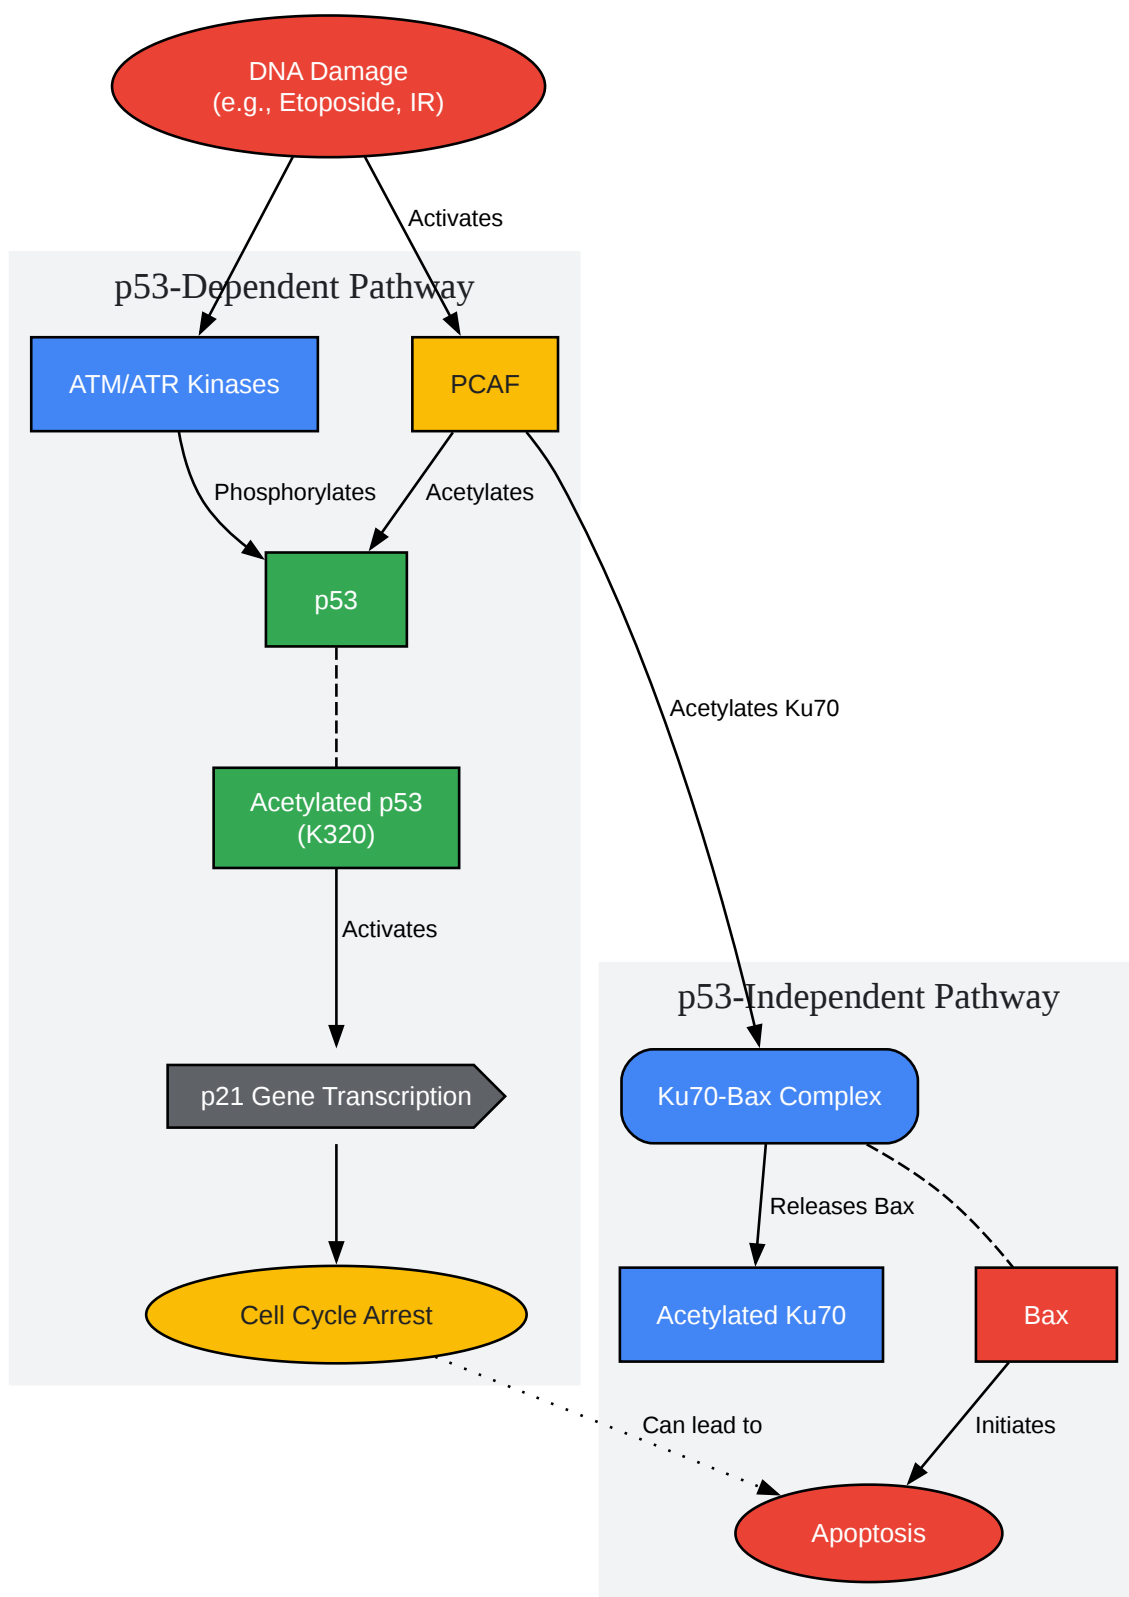 DNA Damage
(e.g., Etoposide, IR)
Activates
p53-Dependent Pathway
ATM/ATR Kinases
PCAF
Phosphorylates
Acetylates
p53
Acetylates Ku70
Acetylated p53
(K320)
Activates
p53-Independent Pathway
p21 Gene Transcription
Ku70-Bax Complex
Releases Bax
Cell Cycle Arrest
Acetylated Ku70
Bax
Can lead to
Initiates
Apoptosis